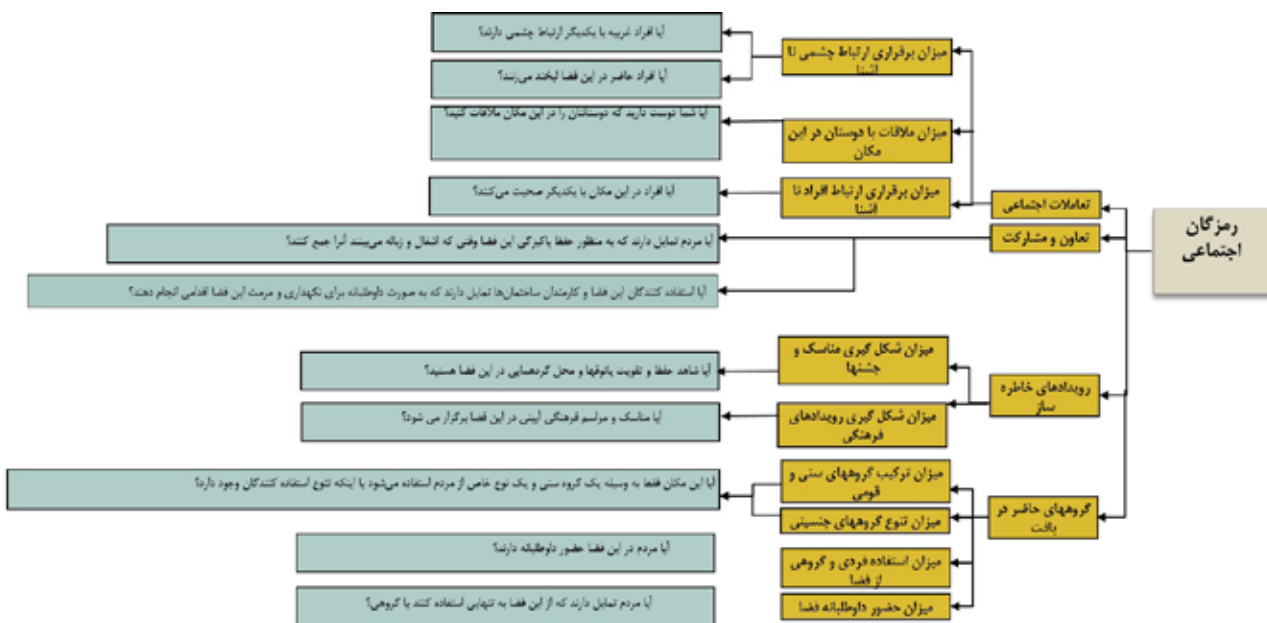 رمزگان
اجتماعی
تعاملات اجتماعی
میزان برقراری ارتباط چشمی نا
آشنا
آیا افراد غریبه با یکدیگر ارتباط چشمی دارند؟
آیا افراد حاضر در این فضا لبخند می‌زنند؟
میزان ملاقات با دوستان در این
مکان
آیا شما دوست دارید که دوستانتان را در این مکان ملاقات کنید؟
میزان برقراری ارتباط افراد نا
آشنا
آیا افراد در این مکان با یکدیگر صحبت می‌کنند؟
تعاون و مشارکت
آیا مردم تمایل دارند که به منظور حفظ پاکیزگی این فضا وقتی که آشغال و زباله می‌بینند آنرا جمع کنند؟
آیا استفاده کنندگان این فضا و کارمندان ساختمان‌ها تمایل دارند که به صورت داوطلبانه برای نگهداری و مرمت این فضا اقدامی انجام دهند؟
رویدادهای خاطره
ساز
میزان شکل گیری مناسک و
جشنها
آیا شاهد حفظ و تقویت پاتوقها و محل گردهمایی در این فضا هستید؟
میزان شکل گیری رویدادهای
فرهنگی
آیا مناسک و مراسم فرهنگی آیینی در این فضا برگزار می شود؟
گروههای حاضر در
بافت
میزان ترکیب گروههای سنی و
قومی
میزان تنوع گروههای جنسیتی
آیا این مکان فقط به وسیله یک گروه سنی و یک نوع خاص از مردم استفاده می‌شود یا اینکه تنوع استفاده کنندگان وجود دارد؟
میزان استفاده فردی و گروهی
از فضا
آیا مردم در این فضا حضور داوطلبانه دارند؟
میزان حضور داوطلبانه فضا
آیا مردم تمایل دارند که از این فضا به تنهایی استفاده کنند یا گروهی؟